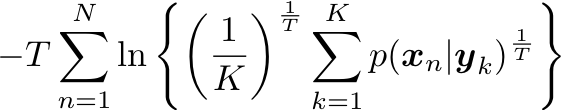 $-T \sum_{n=1}^{N} \ln \left\{ \left( \frac{1}{K} \right)^{\frac{1}{T}} \sum_{k=1}^{K} p(\boldsymbol{x}_n | \boldsymbol{y}_k)^{\frac{1}{T}} \right\}$